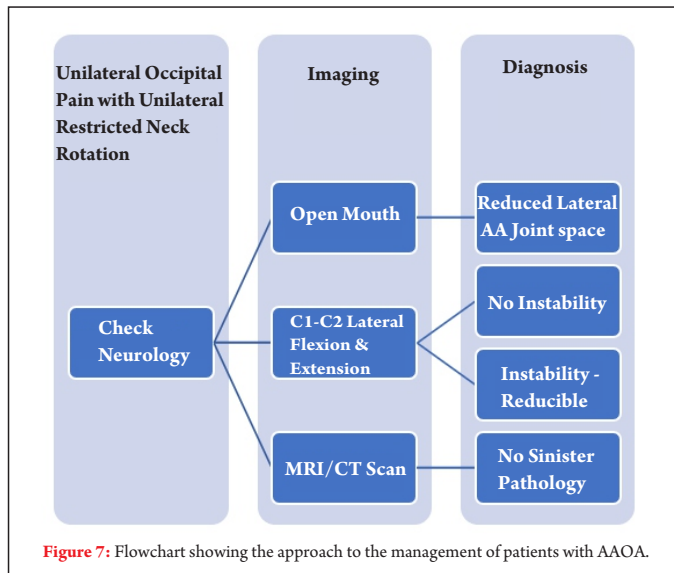 Unilateral Occipital
Pain with Unilateral
Restricted Neck
Rotation
Imaging
Diagnosis
Check
Neurology
Open Mouth
C1-C2 Lateral
Flexion &
Extension
MRI/CT Scan
Reduced Lateral
AA Joint space
No Instability
Instability -
Reducible
No Sinister
Pathology
Figure 7: Flowchart showing the approach to the management of patients with AAOA.